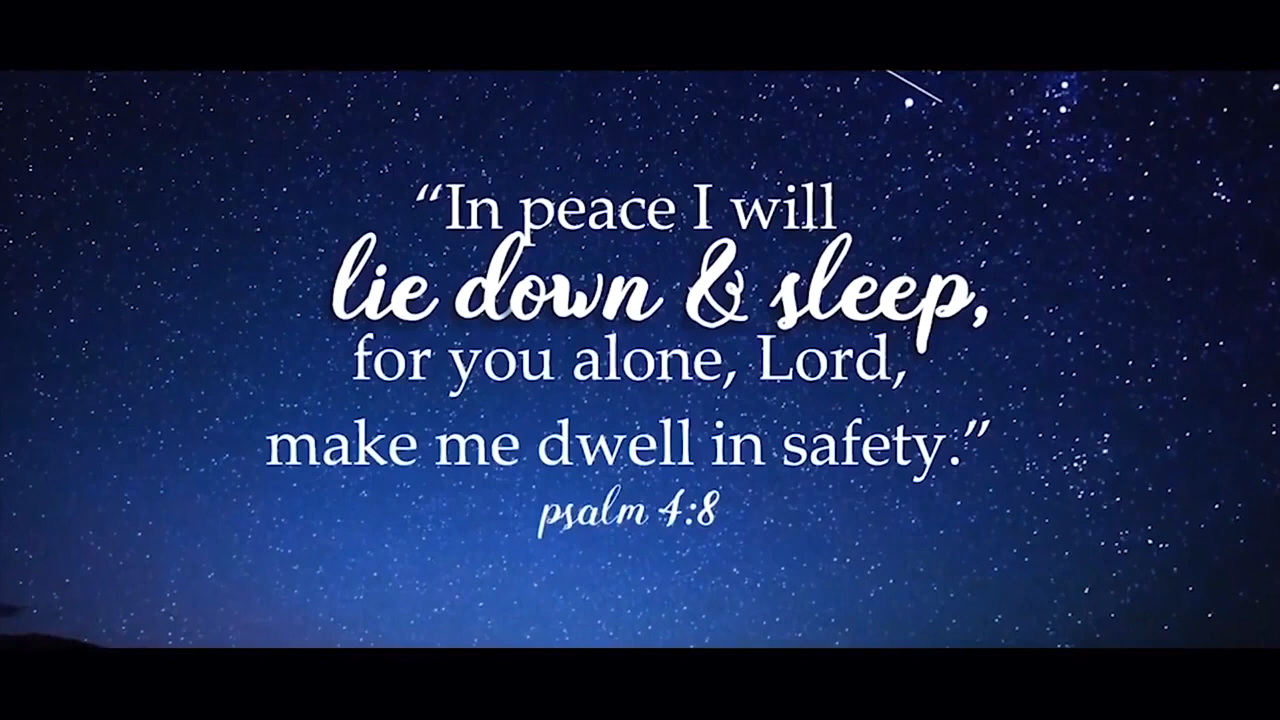 “In peace I will
lie down & sleep,
for you alone, Lord,
make me dwell in safety.”
psalm 4:8